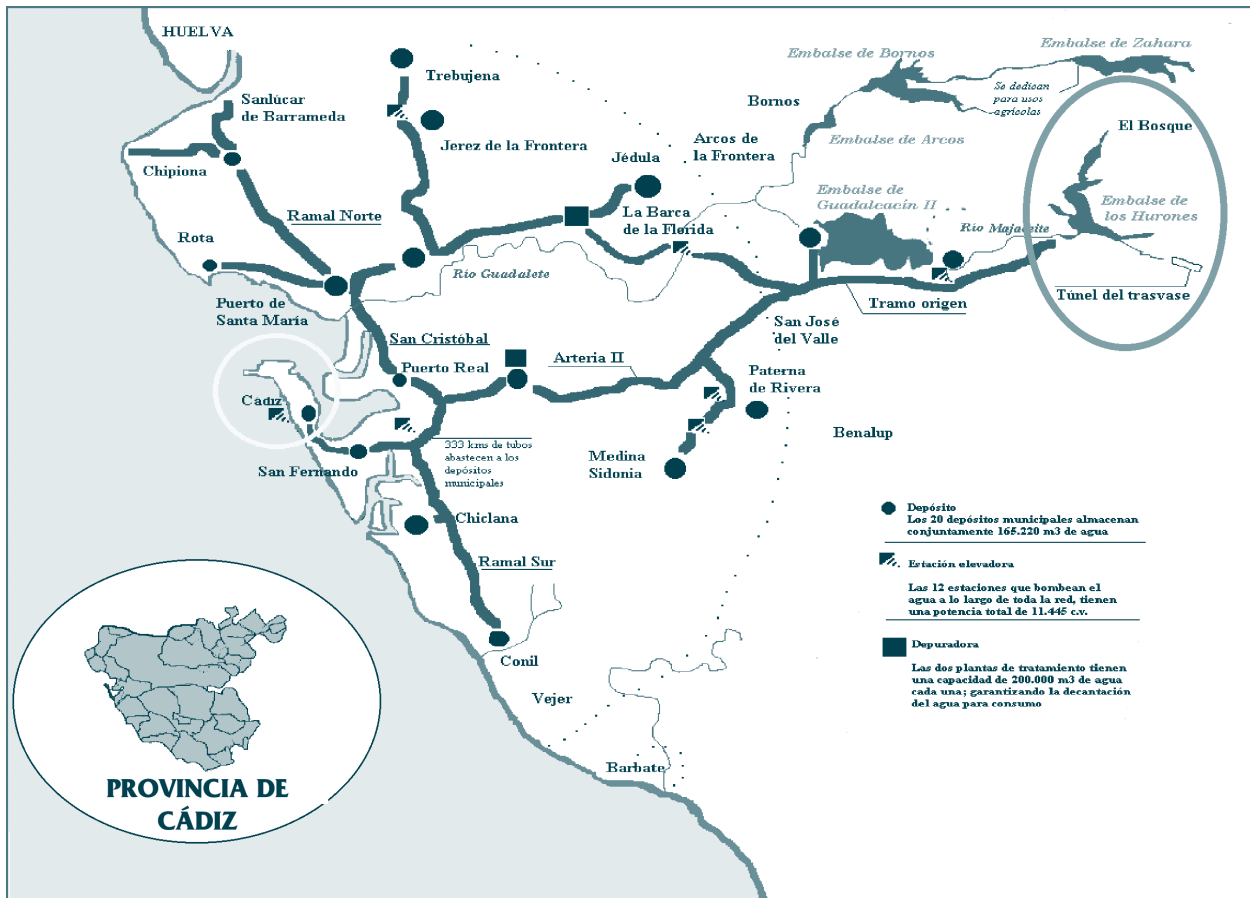 HUELVA
Embalse de Zahara
Embalse de Bornos
Trebujena
Se dedican
para usos
agrícolas
Sanlúcar
de Barrameda
Bornos
El Bosque
Embalse de Arcos
Arcos de
la Frontera
Jerez de la Frontera
Jédula
Chipiona
Embalse de
Guadalcacín II
Embalse de
los Hurones
Ramal Norte
La Barca
de la Florida
Río Majaceite
Rota
Río Guadalete
Túnel del trasvase
Tramo origen
Puerto de
Santa María
San José
del Valle
San Cristóbal
Puerto Real
Arteria II
Paterna
de Rivera
Cádiz
Benalup
333 kms de tubos
abastecen a los
depósitos
municipales
San Fernando
Medina
Sidonia
Chiclana
Depósito
Los 20 depósitos municipales almacenan
conjuntamente 165.220 m3 de agua
Ramal Sur
Estación elevadora
Las 12 estaciones que bombean el
agua a lo largo de toda la red, tienen
una potencia total de 11.445 c.v.
Depuradora
Las dos plantas de tratamiento tienen
una capacidad de 200.000 m3 de agua
cada una; garantizando la decantación
del agua para consumo
Conil
Vejer
Barbate
PROVINCIA DE
CÁDIZ